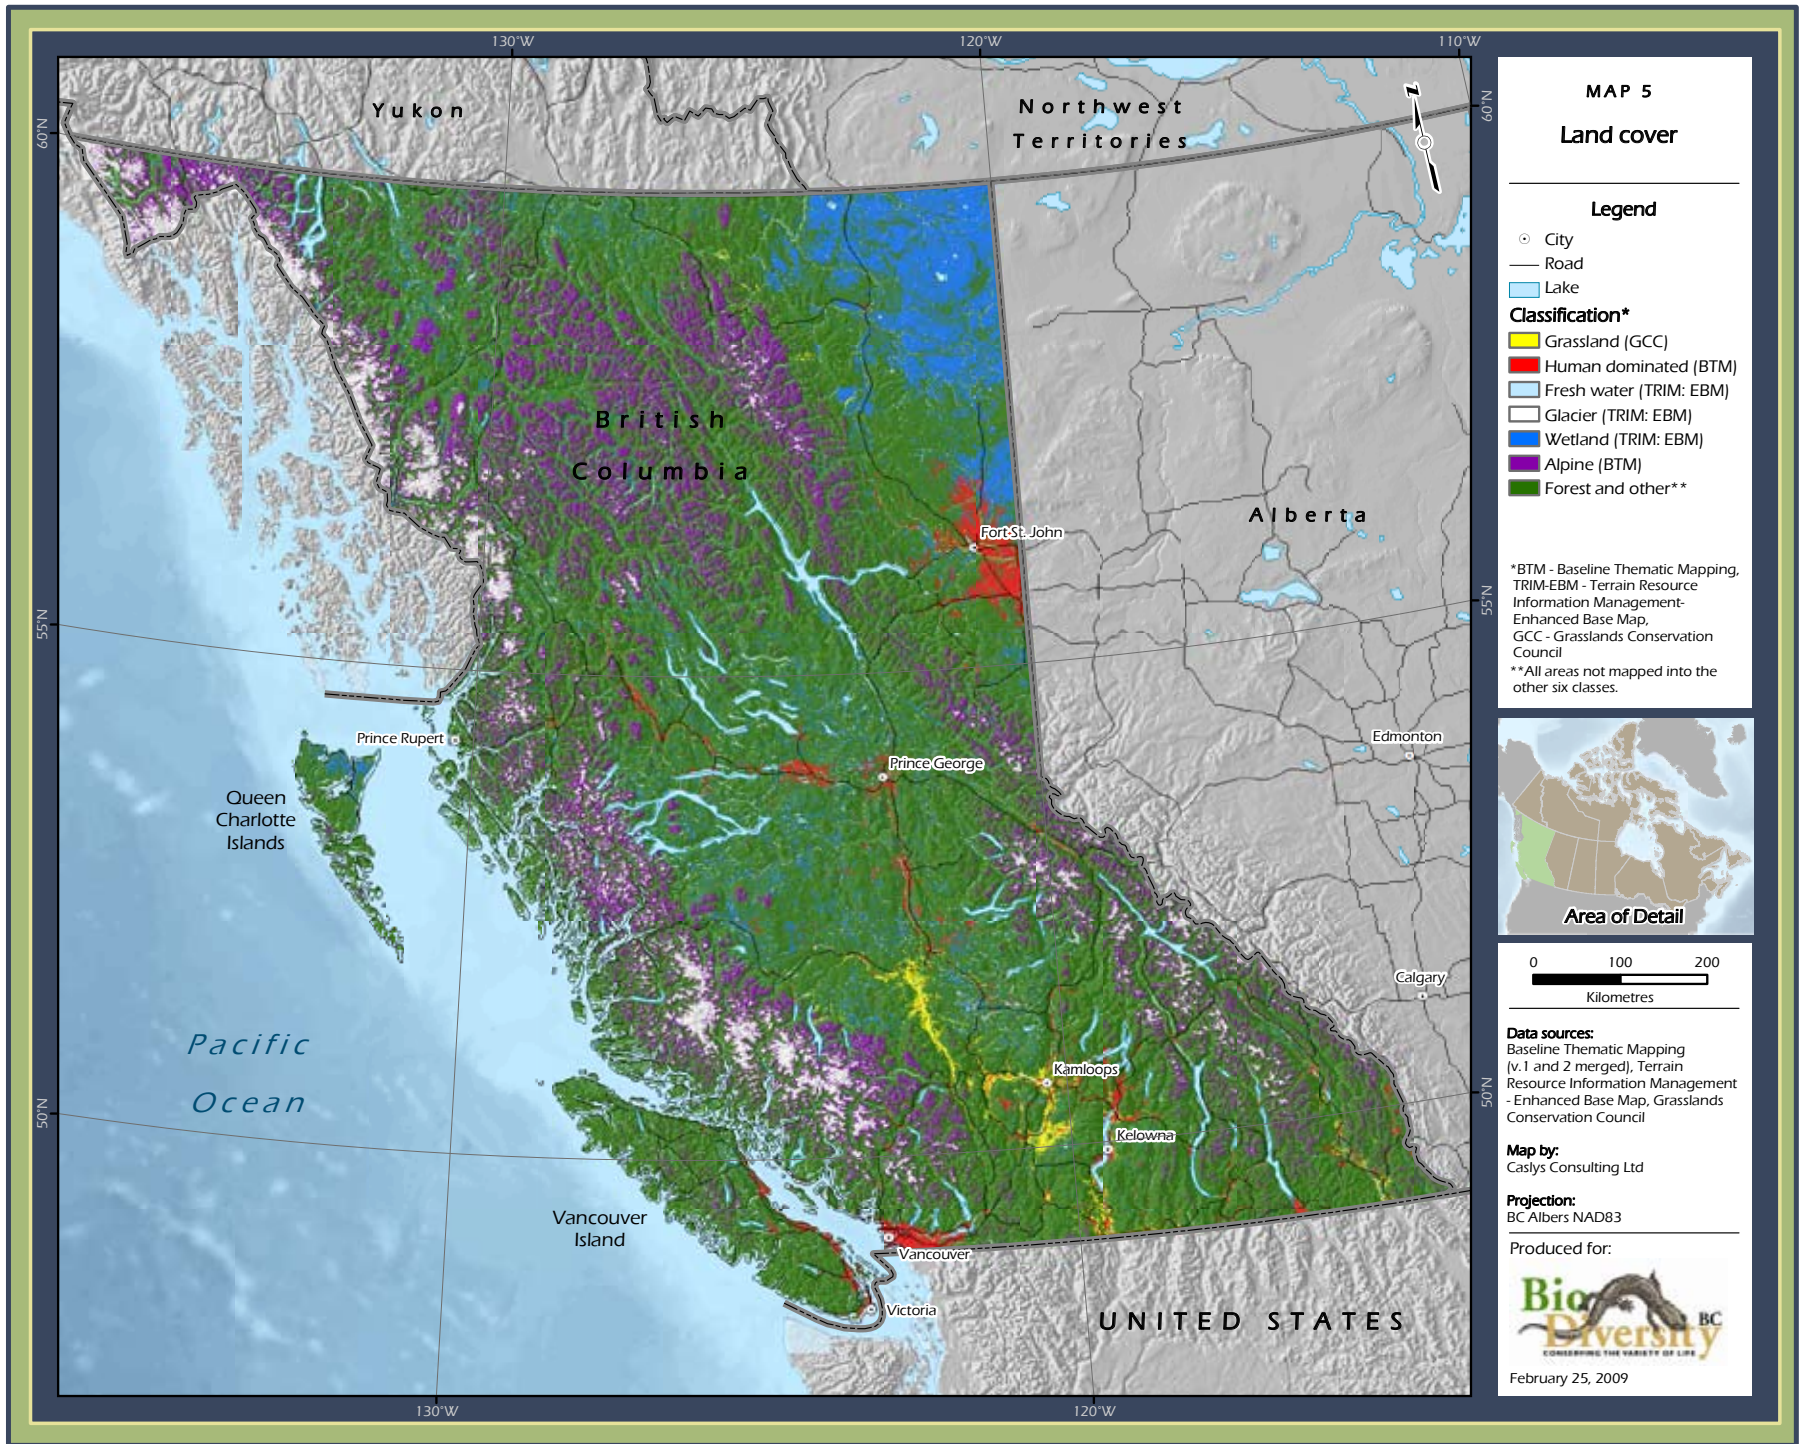 130°W
120°W
110°W
60°N
60°N
55°N
55°N
50°N
50°N
130°W
120°W
Yukon
Northwest
Territories
British
Columbia
Alberta
Fort St. John
Prince Rupert
Prince George
Edmonton
Queen
Charlotte
Islands
Calgary
Pacific
Ocean
Kamloops
Kelowna
Vancouver
Island
Vancouver
Victoria
UNITED STATES
MAP 5
Land cover
Legend
City
Road
Lake
Classification*
Grassland (GCC)
Human dominated (BTM)
Fresh water (TRIM: EBM)
Glacier (TRIM: EBM)
Wetland (TRIM: EBM)
Alpine (BTM)
Forest and other**
*BTM - Baseline Thematic Mapping,
TRIM-EBM - Terrain Resource
Information Management-
Enhanced Base Map,
GCC - Grasslands Conservation
Council
**All areas not mapped into the
other six classes.
Area of Detail
0 100 200
Kilometres
Data sources:
Baseline Thematic Mapping
(v.1 and 2 merged), Terrain
Resource Information Management
- Enhanced Base Map, Grasslands
Conservation Council
Map by:
Caslys Consulting Ltd
Projection:
BC Albers NAD83
Produced for:
Bio
Diversity BC
CONSERVING THE VARIETY OF LIFE
February 25, 2009
Z